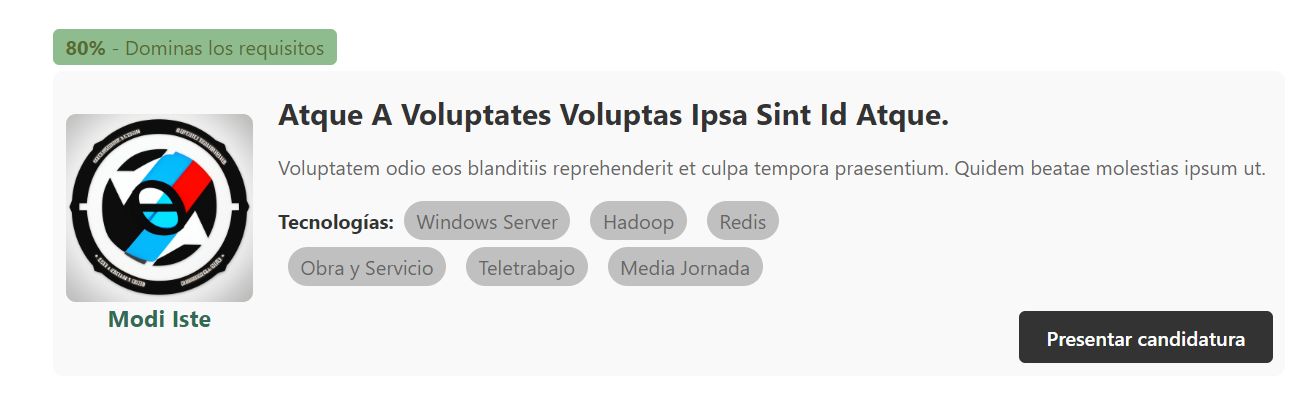 80% - Dominas los requisitos
Atque A Voluptates Voluptas Ipsa Sint Id Atque.
Voluptatem odio eos blanditiis reprehenderit et culpa tempora praesentium. Quidem beatae molestias ipsum ut.
Tecnologías: Windows Server Hadoop Redis
Obra y Servicio Teletrabajo Media Jornada
Modi Iste
Presentar candidatura